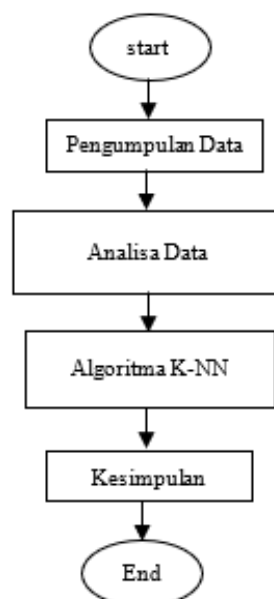 start
Pengumpulan Data
Analisa Data
Algoritma K-NN
Kesimpulan
End